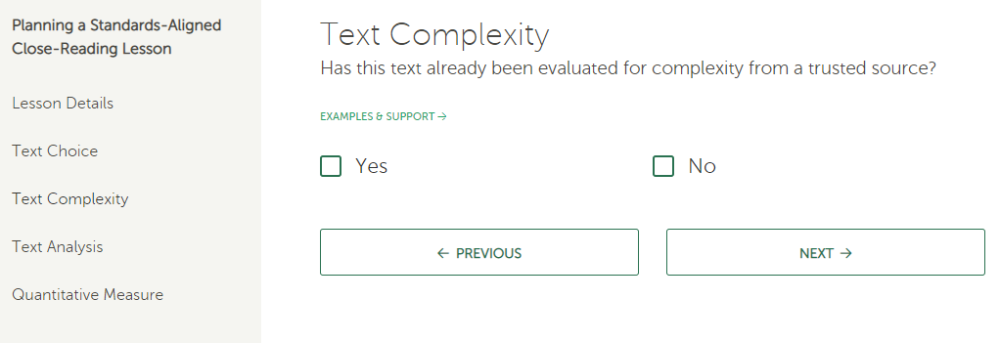 Planning a Standards-Aligned
Close-Reading Lesson
Lesson Details
Text Choice
Text Complexity
Text Analysis
Quantitative Measure
Text Complexity
Has this text already been evaluated for complexity from a trusted source?
EXAMPLES & SUPPORT →
Yes
No
← PREVIOUS
NEXT →